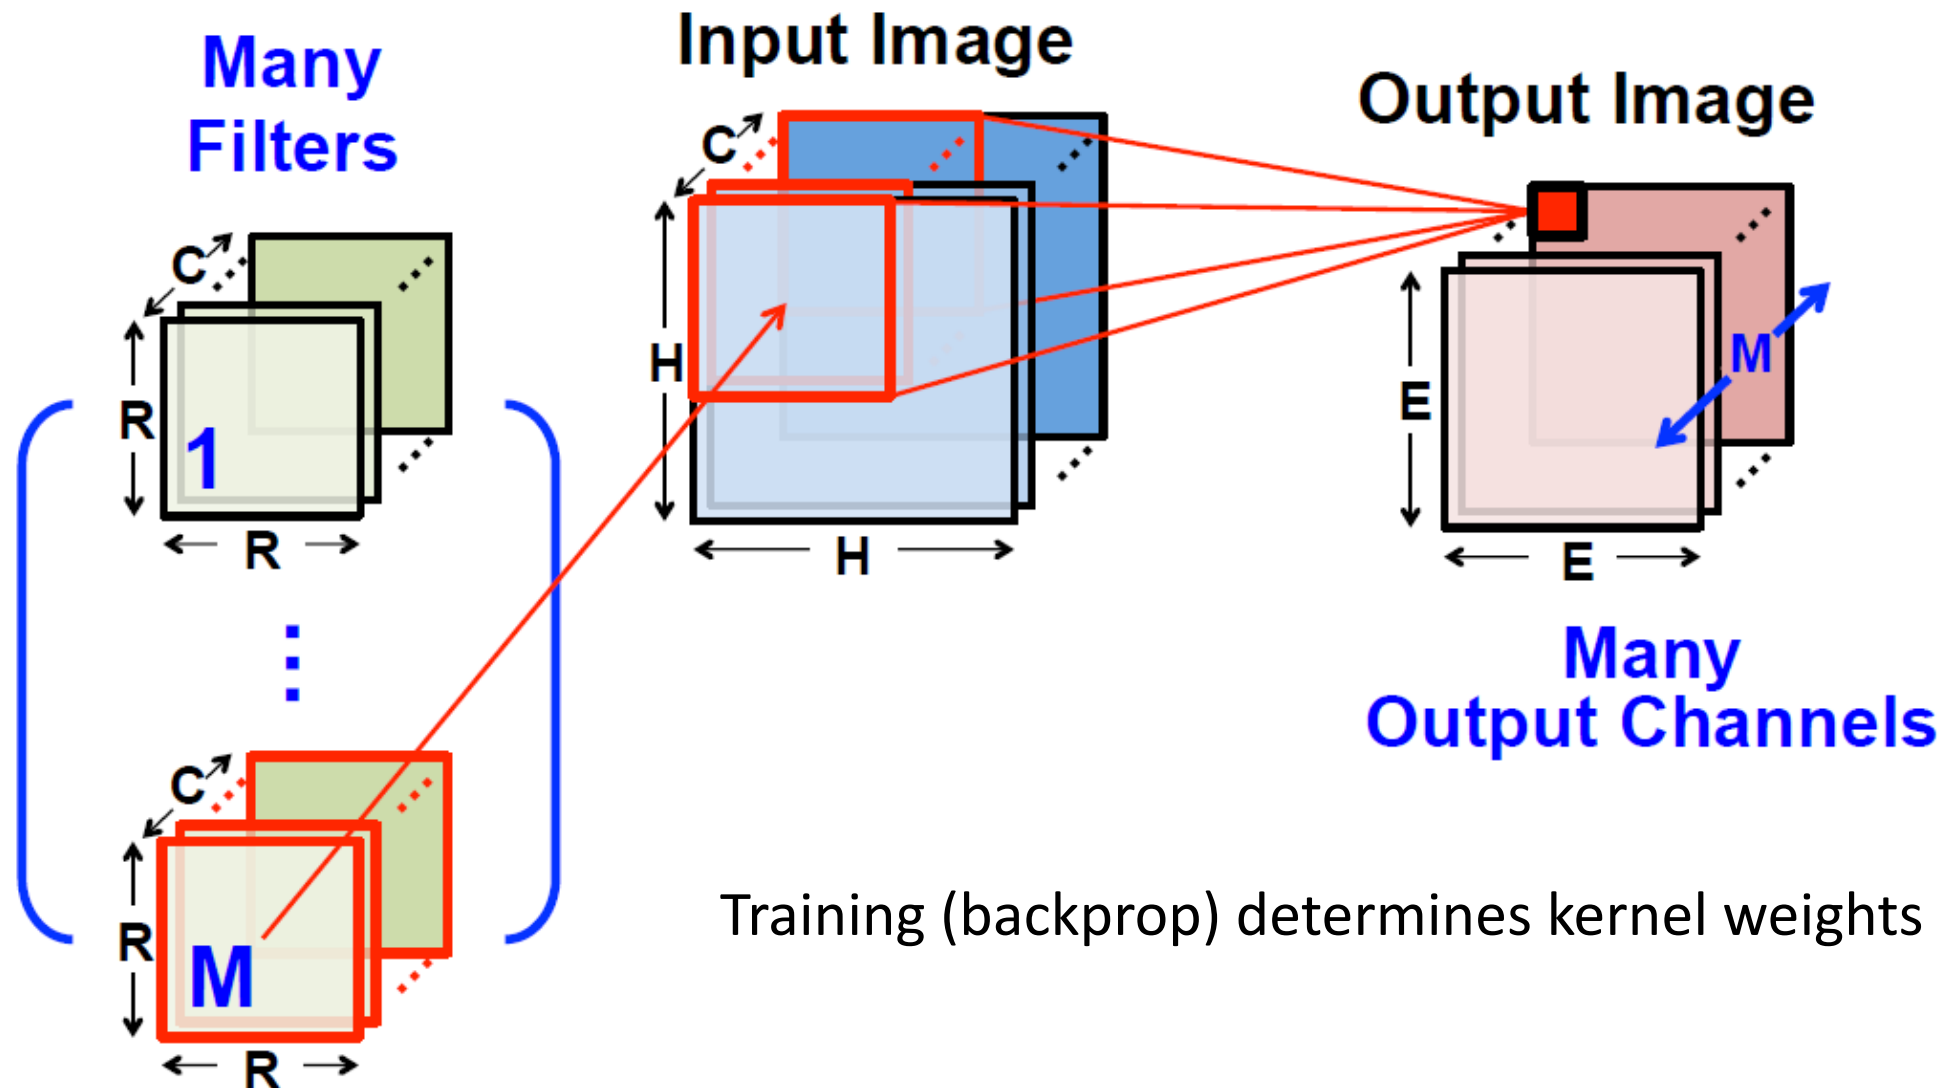 Many
Filters
C
R
1
R
C
R
M
R
Input Image
C
H
H
Output Image
E
M
E
Many
Output Channels
Training (backprop) determines kernel weights